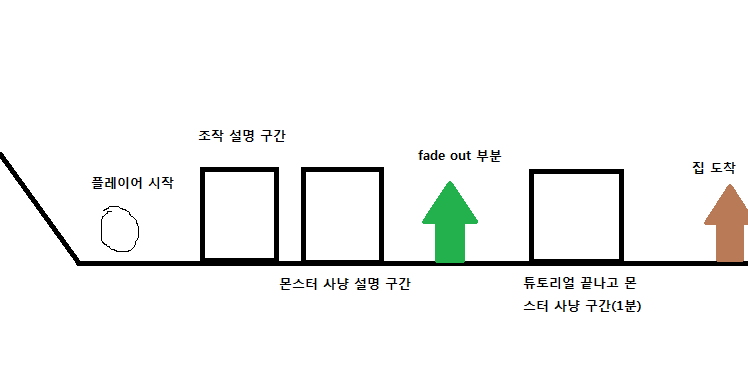 조작 설명 구간
fade out 부분
집 도착
플레이어 시작
몬스터 사냥 설명 구간
튜토리얼 끝나고 몬
스터 사냥 구간(1분)